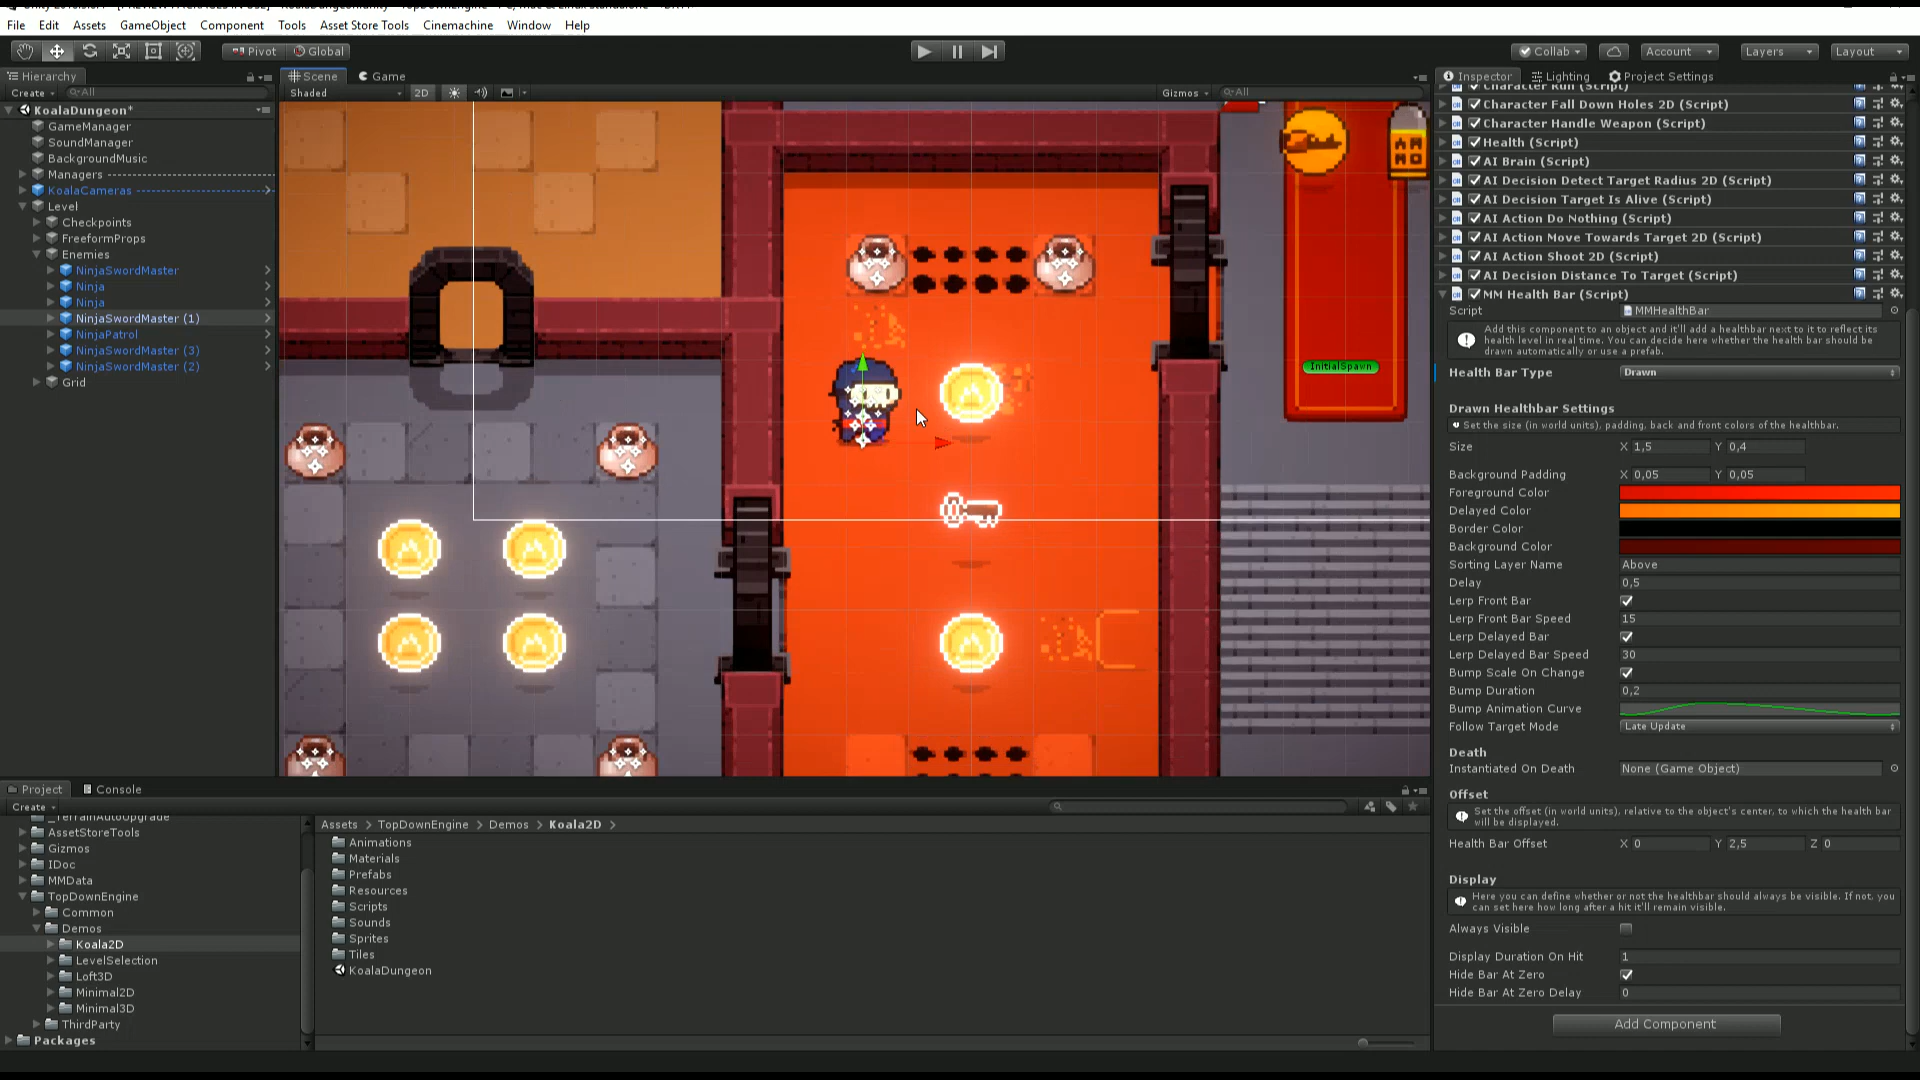 File Edit Assets GameObject Component Tools Asset Store Tools Cinemachine Window Help
Pivot Global Collab Account Layers Layout
Hierarchy
Create All
KoalaDungeon*
GameManager
SoundManager
BackgroundMusic
Managers
KoalaCameras
Level
Checkpoints
FreeformProps
Enemies
NinjaSwordMaster
Ninja
Ninja
NinjaSwordMaster (1)
NinjaPatrol
NinjaSwordMaster (3)
NinjaSwordMaster (2)
Grid
Scene Game
Shaded 2D Gizmos All
AMMO
InitialSpawn
Inspector Lighting Project Settings
Character Run (Script)
Character Fall Down Holes 2D (Script)
Character Handle Weapon (Script)
Health (Script)
AI Brain (Script)
AI Decision Detect Target Radius 2D (Script)
AI Decision Target Is Alive (Script)
AI Action Do Nothing (Script)
AI Action Move Towards Target 2D (Script)
AI Action Shoot 2D (Script)
AI Decision Distance To Target (Script)
MM Health Bar (Script)
Script MMHealthBar
Add this component to an object and it'll add a healthbar next to it to reflect its
health level in real time. You can decide here whether the health bar should be
drawn automatically or use a prefab.
Health Bar Type Drawn
Drawn Healthbar Settings
Set the size (in world units), padding, back and front colors of the healthbar.
Size X 1,5 Y 0,4
Background Padding X 0,05 Y 0,05
Foreground Color
Delayed Color
Border Color
Background Color
Sorting Layer Name Above
Delay 0,5
Lerp Front Bar
Lerp Front Bar Speed 15
Lerp Delayed Bar
Lerp Delayed Bar Speed 30
Bump Scale On Change
Bump Duration 0,2
Bump Animation Curve
Follow Target Mode Late Update
Death
Instantiated On Death None (Game Object)
Offset
Set the offset (in world units), relative to the object's center, to which the health bar
will be displayed.
Health Bar Offset X 0 Y 2,5 Z 0
Display
Here you can define whether or not the healthbar should always be visible. If not, you
can set here how long after a hit it'll remain visible.
Always Visible
Display Duration On Hit 1
Hide Bar At Zero
Hide Bar At Zero Delay 0
Add Component
Project Console
Create
_TerrainAutoUpgrade
AssetStoreTools
Gizmos
IDoc
MMData
TopDownEngine
Common
Demos
Koala2D
LevelSelection
Loft3D
Minimal2D
Minimal3D
ThirdParty
Packages
Assets > TopDownEngine > Demos > Koala2D >
Animations
Materials
Prefabs
Resources
Scripts
Sounds
Sprites
Tiles
KoalaDungeon